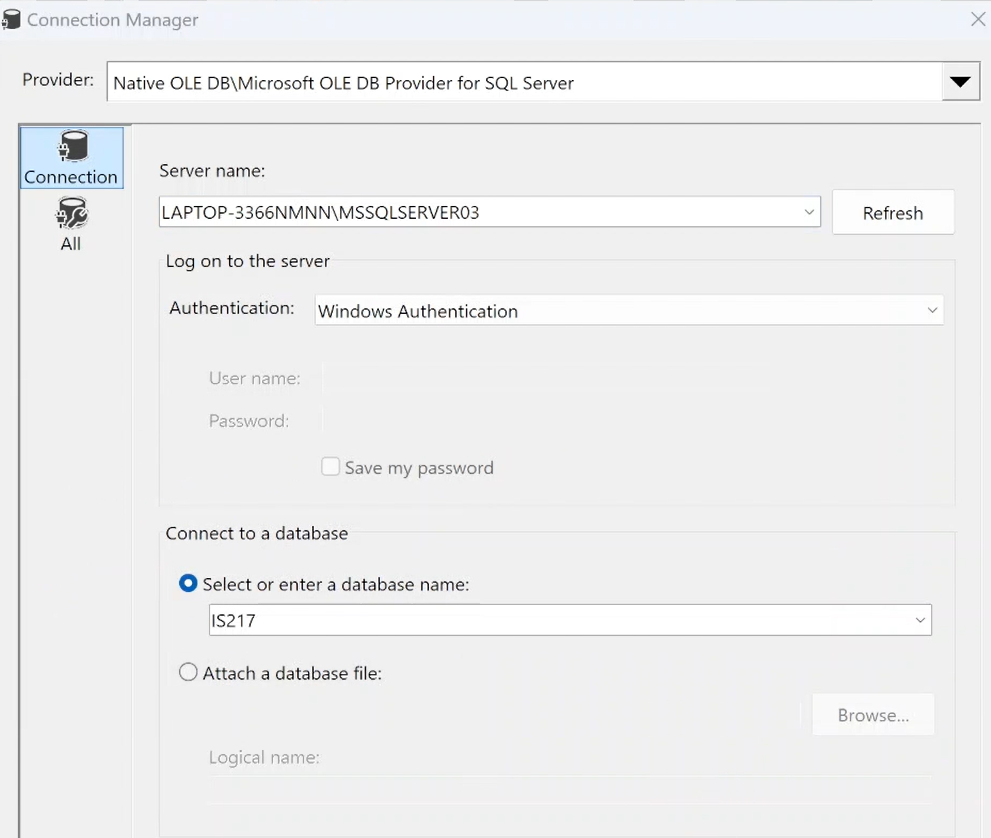 Connection Manager
Provider: Native OLE DB\Microsoft OLE DB Provider for SQL Server
Connection
All
Server name:
LAPTOP-3366NMNN\MSSQLSERVER03
Refresh
Log on to the server
Authentication: Windows Authentication
User name:
Password:
Save my password
Connect to a database
Select or enter a database name:
IS217
Attach a database file:
Browse...
Logical name: